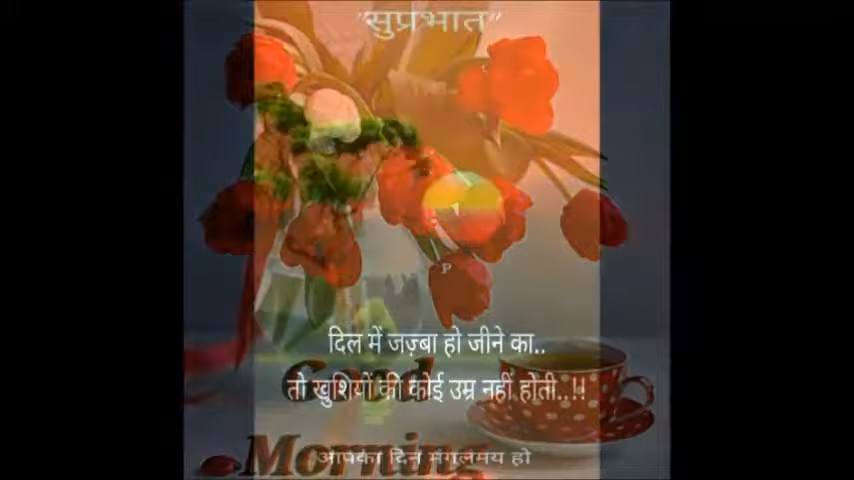 "सुप्रभात"
P
दिल में जज़्बा हो जीने का..
तो खुशियों की कोई उम्र नहीं होती..!!
Good
Morning
आपका दिन मंगलमय हो